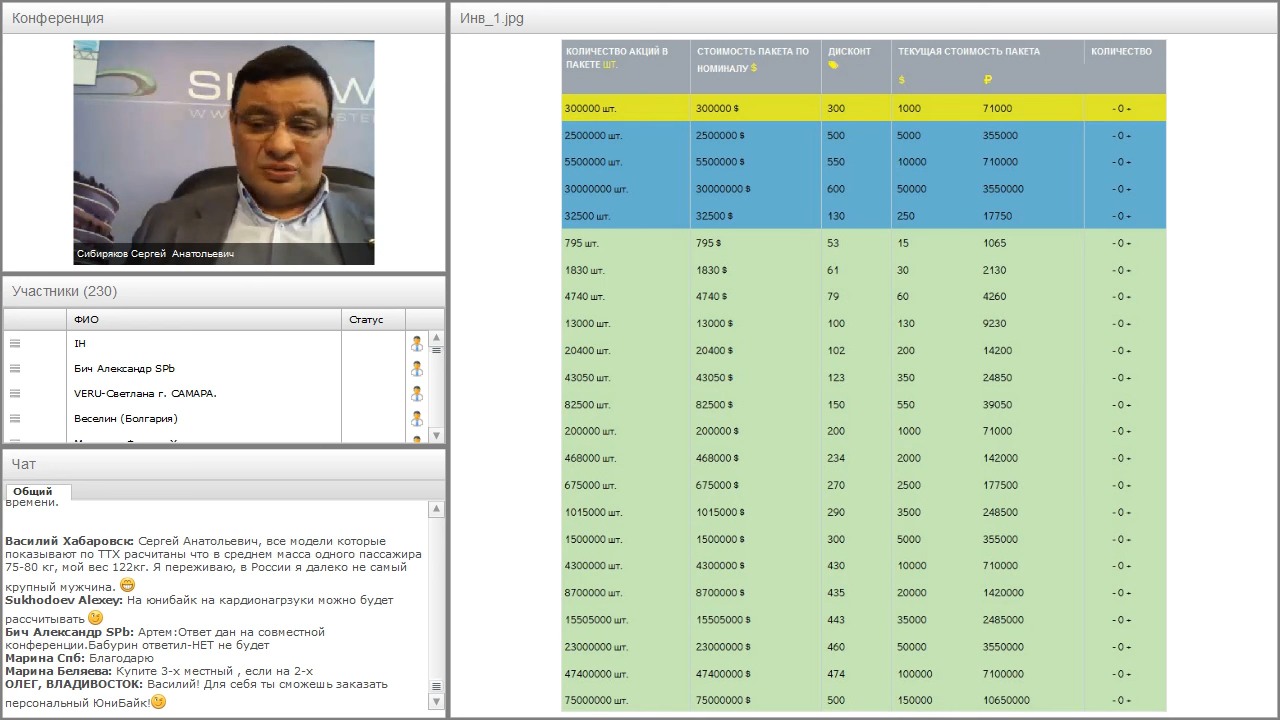 Конференция
Сибиряков Сергей Анатольевич
Участники (230)
ФИО Статус
IH
Бич Александр SPb
VERU-Светлана г. САМАРА.
Веселин (Болгария)
Чат
Общий
времени.
Василий Хабаровск: Сергей Анатольевич, все модели которые
показывают по ТТХ расчитаны что в среднем масса одного пассажира
75-80 кг, мой вес 122кг. Я переживаю, в России я далеко не самый
крупный мужчина.
Sukhodoev Alexey: На юнибайк на кардионагрзуки можно будет
рассчитывать
Бич Александр SPb: Артем:Ответ дан на совместной
конференции.Бабурин ответил-НЕТ не будет
Марина Спб: Благодарю
Марина Беляева: Купите 3-х местный , если на 2-х
ОЛЕГ, ВЛАДИВОСТОК: Василий! Для себя ты сможешь заказать
персональный ЮниБайк!
Инв_1.jpg
КОЛИЧЕСТВО АКЦИЙ В СТОИМОСТЬ ПАКЕТА ПО ДИСКОНТ ТЕКУЩАЯ СТОИМОСТЬ ПАКЕТА КОЛИЧЕСТВО
ПАКЕТЕ ШТ. НОМИНАЛУ $
$ ₽
300000 шт. 300000 $ 300 1000 71000 - 0 +
2500000 шт. 2500000 $ 500 5000 355000 - 0 +
5500000 шт. 5500000 $ 550 10000 710000 - 0 +
30000000 шт. 30000000 $ 600 50000 3550000 - 0 +
32500 шт. 32500 $ 130 250 17750 - 0 +
795 шт. 795 $ 53 15 1065 - 0 +
1830 шт. 1830 $ 61 30 2130 - 0 +
4740 шт. 4740 $ 79 60 4260 - 0 +
13000 шт. 13000 $ 100 130 9230 - 0 +
20400 шт. 20400 $ 102 200 14200 - 0 +
43050 шт. 43050 $ 123 350 24850 - 0 +
82500 шт. 82500 $ 150 550 39050 - 0 +
200000 шт. 200000 $ 200 1000 71000 - 0 +
468000 шт. 468000 $ 234 2000 142000 - 0 +
675000 шт. 675000 $ 270 2500 177500 - 0 +
1015000 шт. 1015000 $ 290 3500 248500 - 0 +
1500000 шт. 1500000 $ 300 5000 355000 - 0 +
4300000 шт. 4300000 $ 430 10000 710000 - 0 +
8700000 шт. 8700000 $ 435 20000 1420000 - 0 +
15505000 шт. 15505000 $ 443 35000 2485000 - 0 +
23000000 шт. 23000000 $ 460 50000 3550000 - 0 +
47400000 шт. 47400000 $ 474 100000 7100000 - 0 +
75000000 шт. 75000000 $ 500 150000 10650000 - 0 +